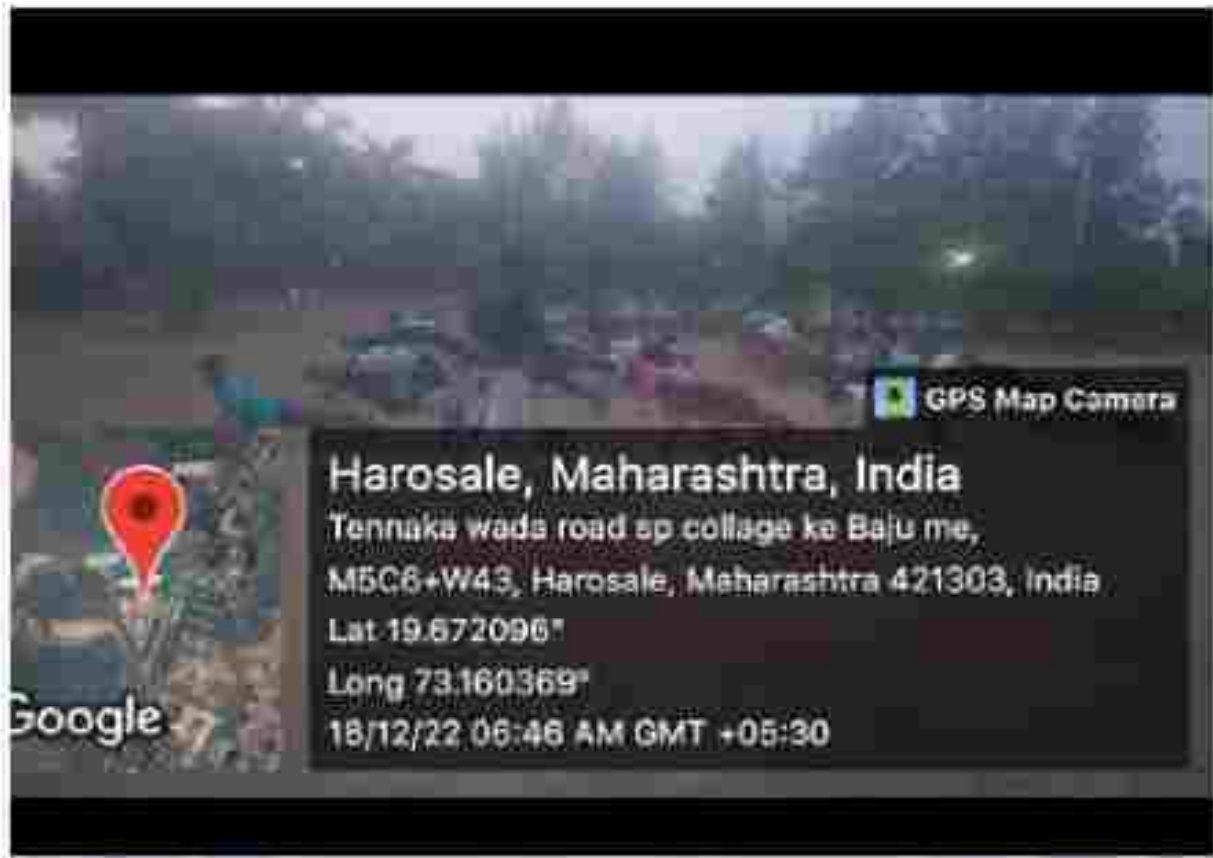 GPS Map Camera
Harosale, Maharashtra, India
Tennaka wada road sp collage ke Baju me,
M5C6+W43, Harosale, Maharashtra 421303, India
Lat 19.672096°
Long 73.160369°
18/12/22 06:46 AM GMT +05:30
Google